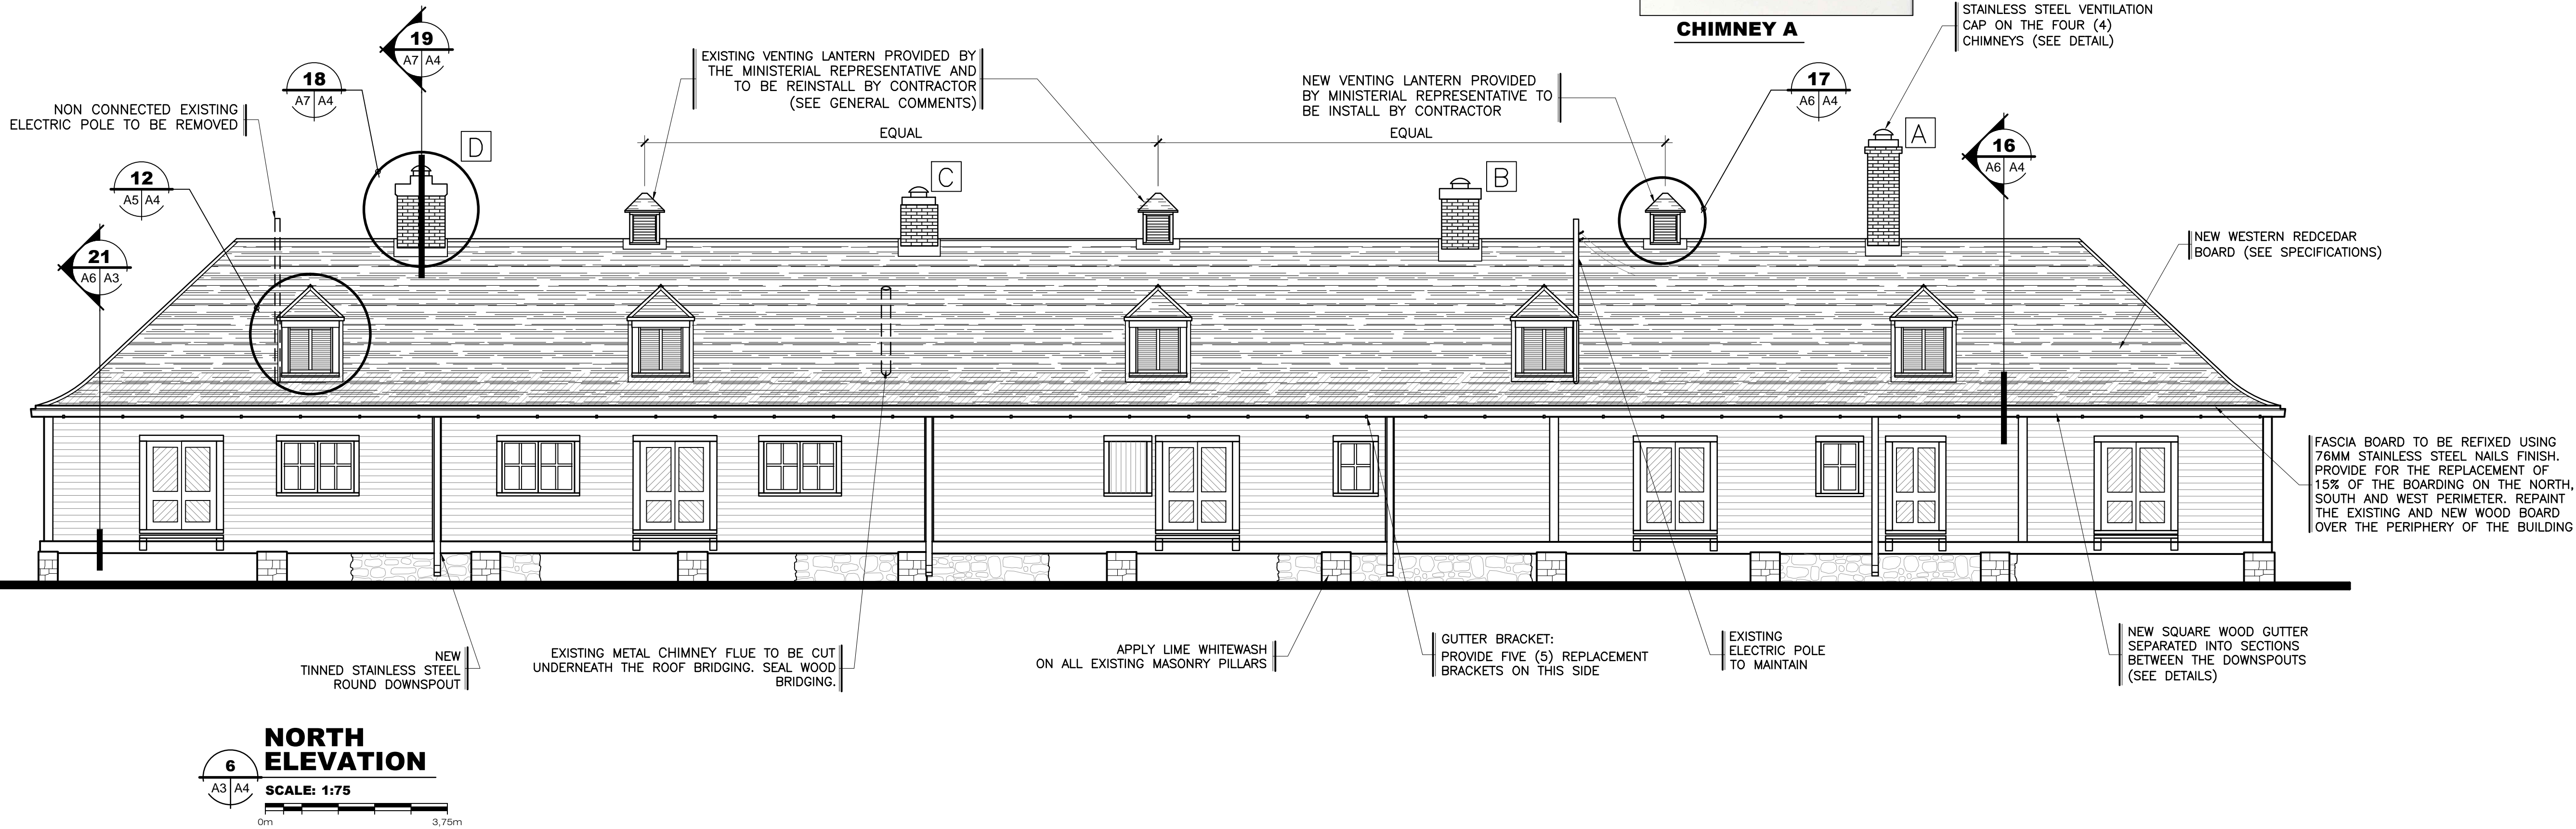 CHIMNEY A
STAINLESS STEEL VENTILATION
CAP ON THE FOUR (4)
CHIMNEYS (SEE DETAIL)
19
A7 A4
18
A7 A4
EXISTING VENTING LANTERN PROVIDED BY
THE MINISTERIAL REPRESENTATIVE AND
TO BE REINSTALL BY CONTRACTOR
(SEE GENERAL COMMENTS)
NEW VENTING LANTERN PROVIDED
BY MINISTERIAL REPRESENTATIVE TO
BE INSTALL BY CONTRACTOR
17
A6 A4
NON CONNECTED EXISTING
ELECTRIC POLE TO BE REMOVED
EQUAL
EQUAL
D
C
B
A
16
A6 A4
12
A5 A4
21
A6 A3
NEW WESTERN REDCEDAR
BOARD (SEE SPECIFICATIONS)
FASCIA BOARD TO BE REFIXED USING
76MM STAINLESS STEEL NAILS FINISH.
PROVIDE FOR THE REPLACEMENT OF
15% OF THE BOARDING ON THE NORTH,
SOUTH AND WEST PERIMETER. REPAINT
THE EXISTING AND NEW WOOD BOARD
OVER THE PERIPHERY OF THE BUILDING
NEW
TINNED STAINLESS STEEL
ROUND DOWNSPOUT
EXISTING METAL CHIMNEY FLUE TO BE CUT
UNDERNEATH THE ROOF BRIDGING. SEAL WOOD
BRIDGING.
APPLY LIME WHITEWASH
ON ALL EXISTING MASONRY PILLARS
GUTTER BRACKET:
PROVIDE FIVE (5) REPLACEMENT
BRACKETS ON THIS SIDE
EXISTING
ELECTRIC POLE
TO MAINTAIN
NEW SQUARE WOOD GUTTER
SEPARATED INTO SECTIONS
BETWEEN THE DOWNSPOUTS
(SEE DETAILS)
6
A3 A4
NORTH
ELEVATION
SCALE: 1:75
0m 3,75m